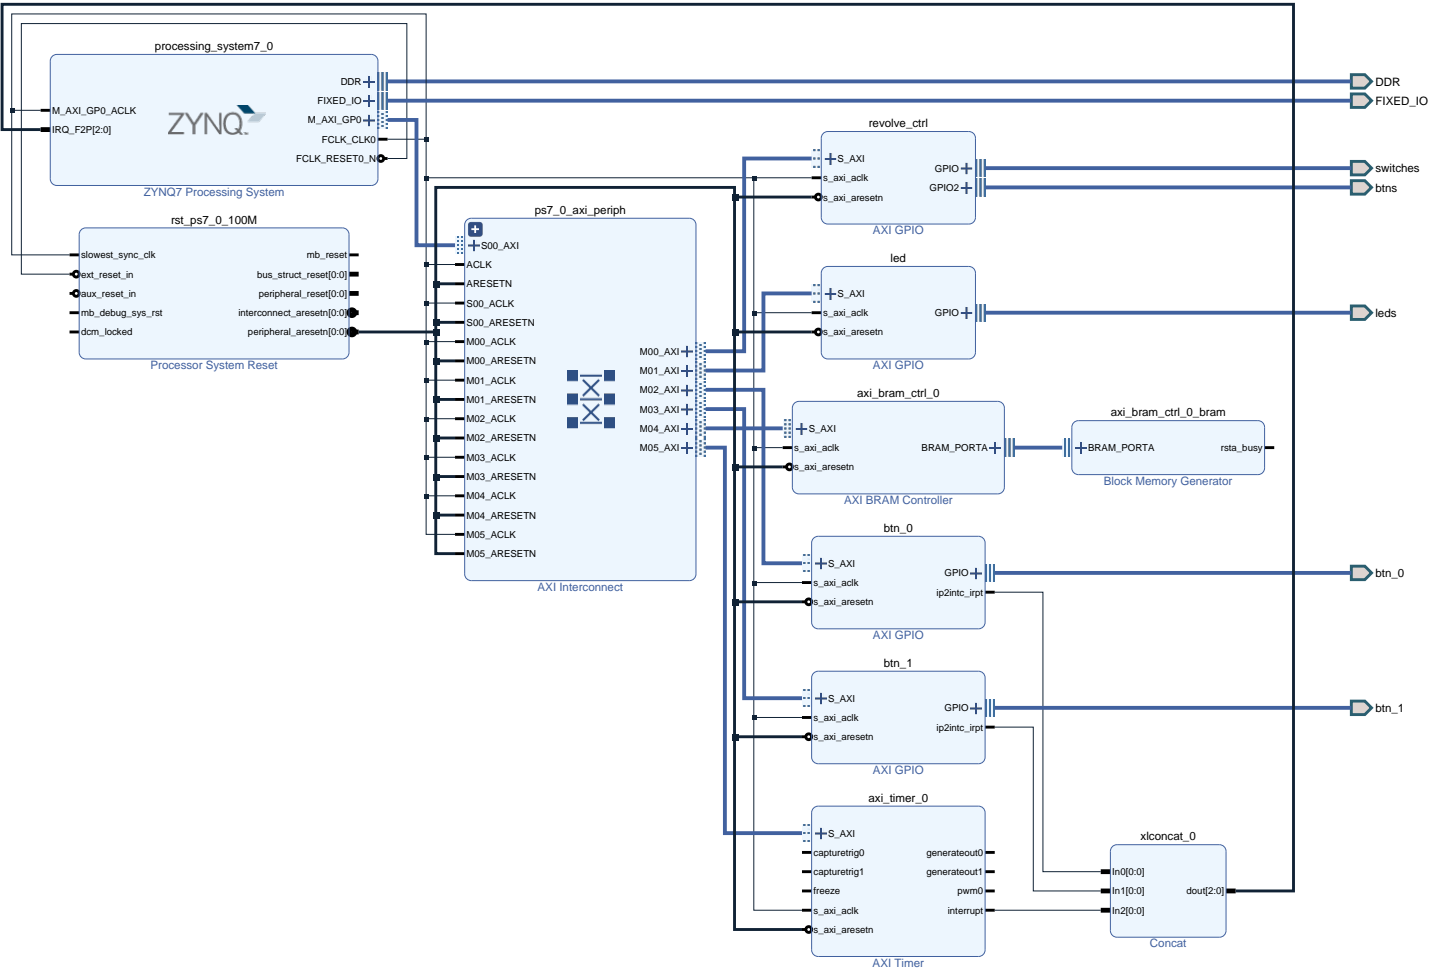 processing_system7_0
DDR
FIXED_IO
M_AXI_GP0_ACLK
M_AXI_GP0
IRQ_F2P[2:0]
ZYNQ
FCLK_CLK0
FCLK_RESET0_N
ZYNQ7 Processing System
DDR
FIXED_IO
rst_ps7_0_100M
slowest_sync_clk
mb_reset
ext_reset_in
bus_struct_reset[0:0]
aux_reset_in
peripheral_reset[0:0]
mb_debug_sys_rst
interconnect_aresetn[0:0]
dcm_locked
peripheral_aresetn[0:0]
Processor System Reset
ps7_0_axi_periph
S00_AXI
ACLK
ARESETN
S00_ACLK
S00_ARESETN
M00_ACLK
M00_ARESETN
M01_ACLK
M01_ARESETN
M02_ACLK
M02_ARESETN
M03_ACLK
M03_ARESETN
M04_ACLK
M04_ARESETN
M05_ACLK
M05_ARESETN
M00_AXI
M01_AXI
M02_AXI
M03_AXI
M04_AXI
M05_AXI
AXI Interconnect
revolve_ctrl
S_AXI
s_axi_aclk
s_axi_aresetn
GPIO
GPIO2
AXI GPIO
switches
btns
led
S_AXI
s_axi_aclk
s_axi_aresetn
GPIO
AXI GPIO
leds
axi_bram_ctrl_0
S_AXI
s_axi_aclk
s_axi_aresetn
BRAM_PORTA
AXI BRAM Controller
axi_bram_ctrl_0_bram
BRAM_PORTA
rsta_busy
Block Memory Generator
btn_0
S_AXI
s_axi_aclk
s_axi_aresetn
GPIO
ip2intc_irpt
AXI GPIO
btn_0
btn_1
S_AXI
s_axi_aclk
s_axi_aresetn
GPIO
ip2intc_irpt
AXI GPIO
btn_1
axi_timer_0
S_AXI
capturetrig0
capturetrig1
freeze
s_axi_aclk
s_axi_aresetn
generateout0
generateout1
pwm0
interrupt
AXI Timer
xlconcat_0
In0[0:0]
In1[0:0]
In2[0:0]
dout[2:0]
Concat